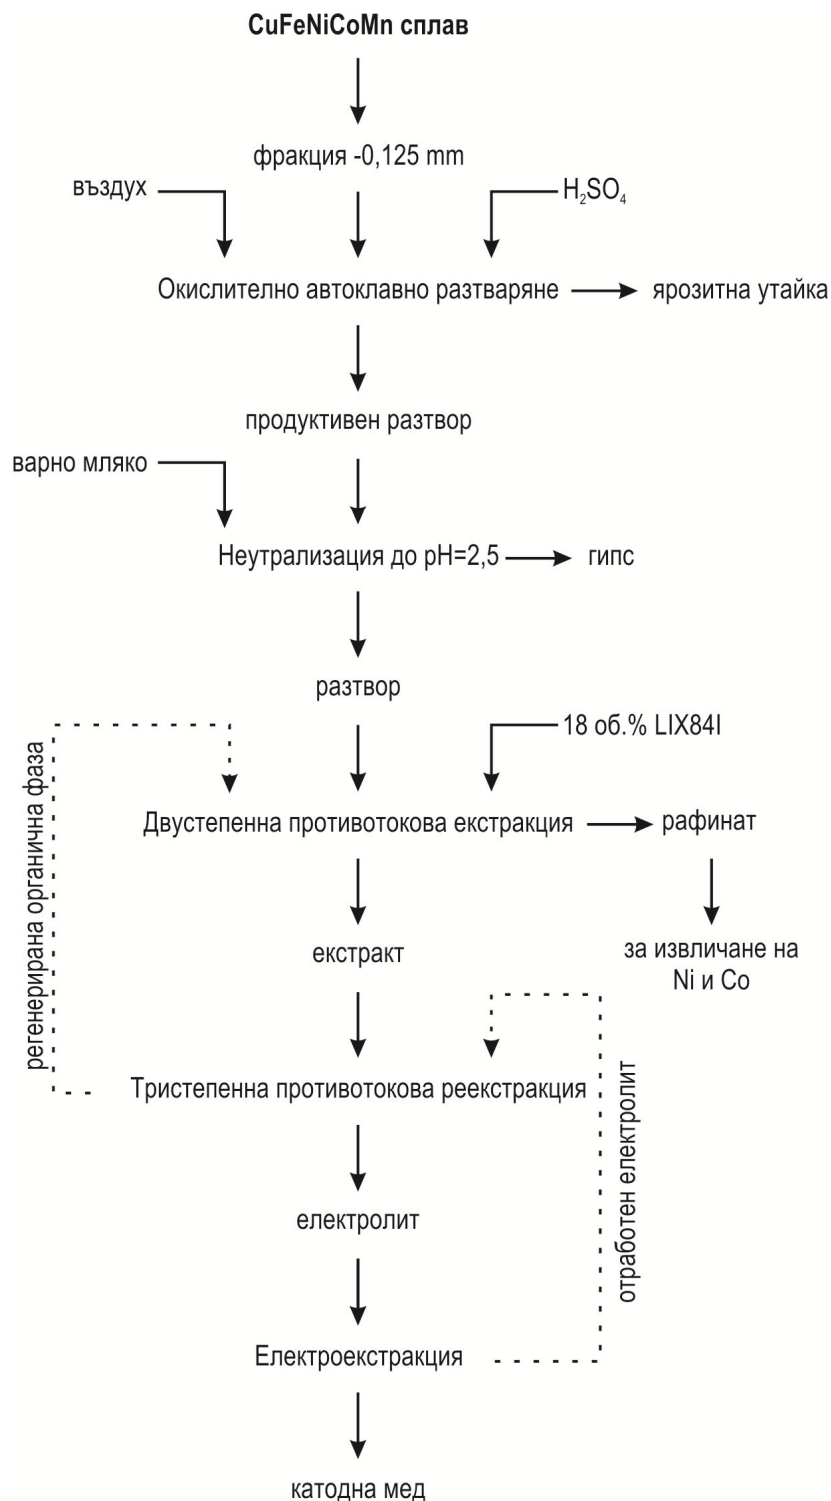 CuFeNiCoMn сплав
фракция -0,125 mm
въздух
H₂SO₄
Окислително автоклавно разтваряне
ярозитна утайка
продуктивен разтвор
варно мляко
Неутрализация до pH=2,5
гипс
разтвор
18 об.% LIX84I
регенерирана органична фаза
Двустепенна противотокова екстракция
рафинат
екстракт
за извличане на
Ni и Co
Тристепенна противотокова реекстракция
отработен електролит
електролит
Електроекстракция
катодна мед